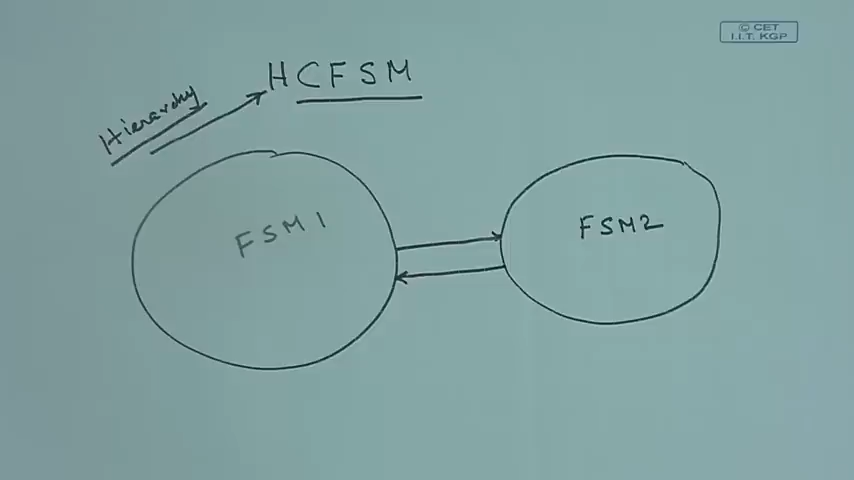 © CET
I.I.T. KGP
HCFSM
Hierarchy
FSM1
FSM2